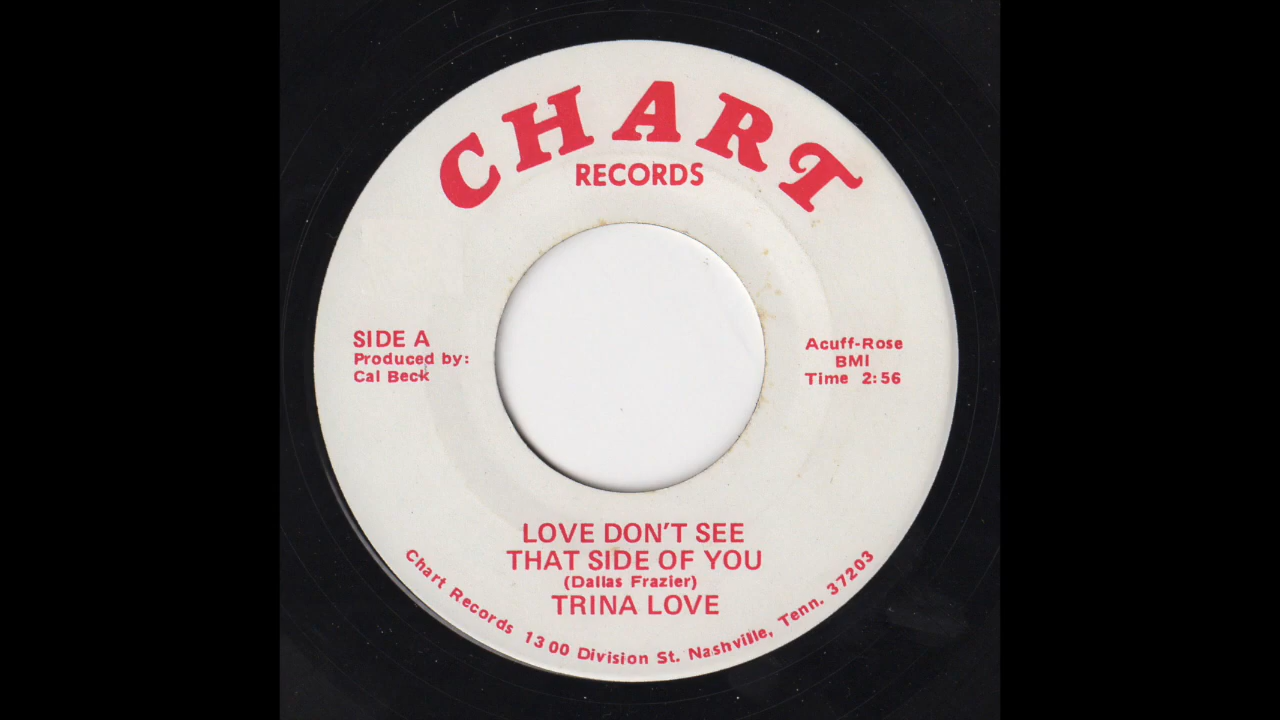 CHART
RECORDS
SIDE A
Produced by:
Cal Beck
Acuff-Rose
BMI
Time 2:56
LOVE DON'T SEE
THAT SIDE OF YOU
(Dallas Frazier)
TRINA LOVE
Chart Records 1300 Division St. Nashville, Tenn. 37203